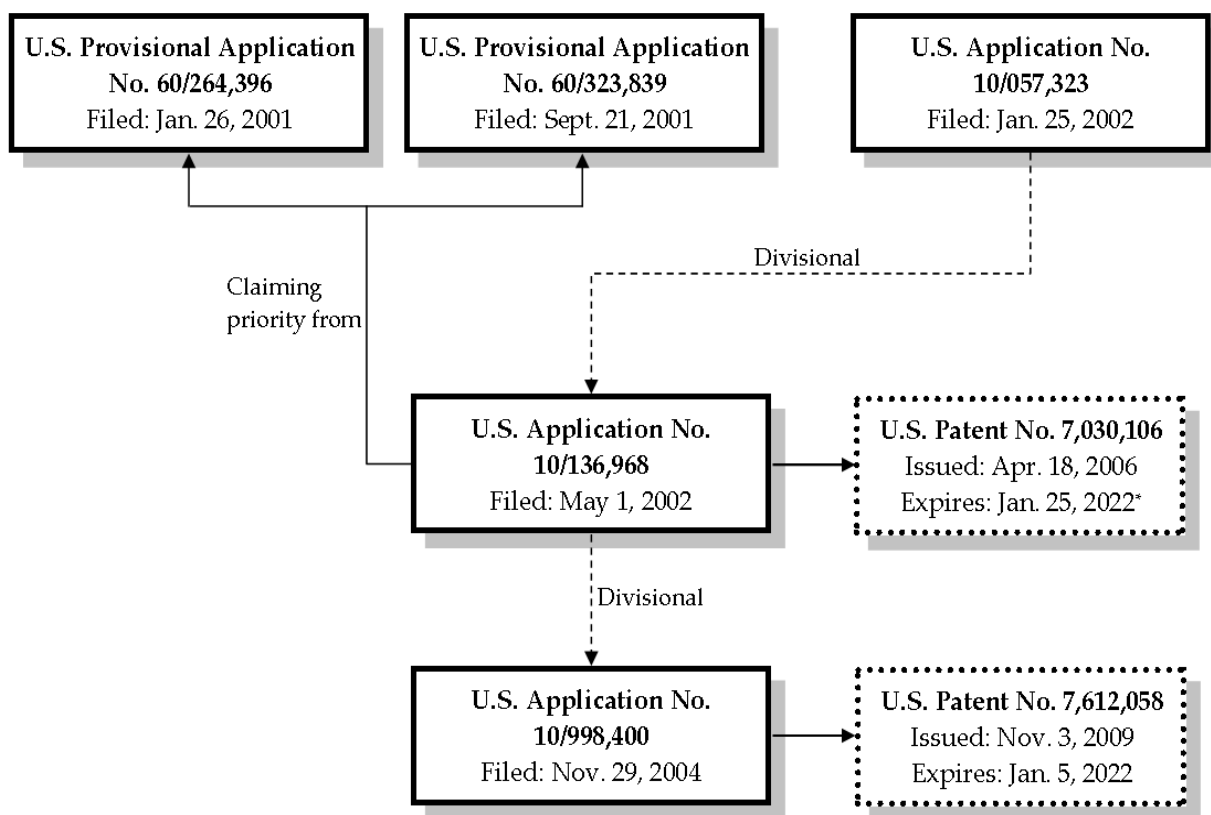 U.S. Provisional Application
No. 60/264,396
Filed: Jan. 26, 2001
U.S. Provisional Application
No. 60/323,839
Filed: Sept. 21, 2001
U.S. Application No.
10/057,323
Filed: Jan. 25, 2002
Divisional
Claiming
priority from
U.S. Application No.
10/136,968
Filed: May 1, 2002
U.S. Patent No. 7,030,106
Issued: Apr. 18, 2006
Expires: Jan. 25, 2022*
Divisional
U.S. Application No.
10/998,400
Filed: Nov. 29, 2004
U.S. Patent No. 7,612,058
Issued: Nov. 3, 2009
Expires: Jan. 5, 2022